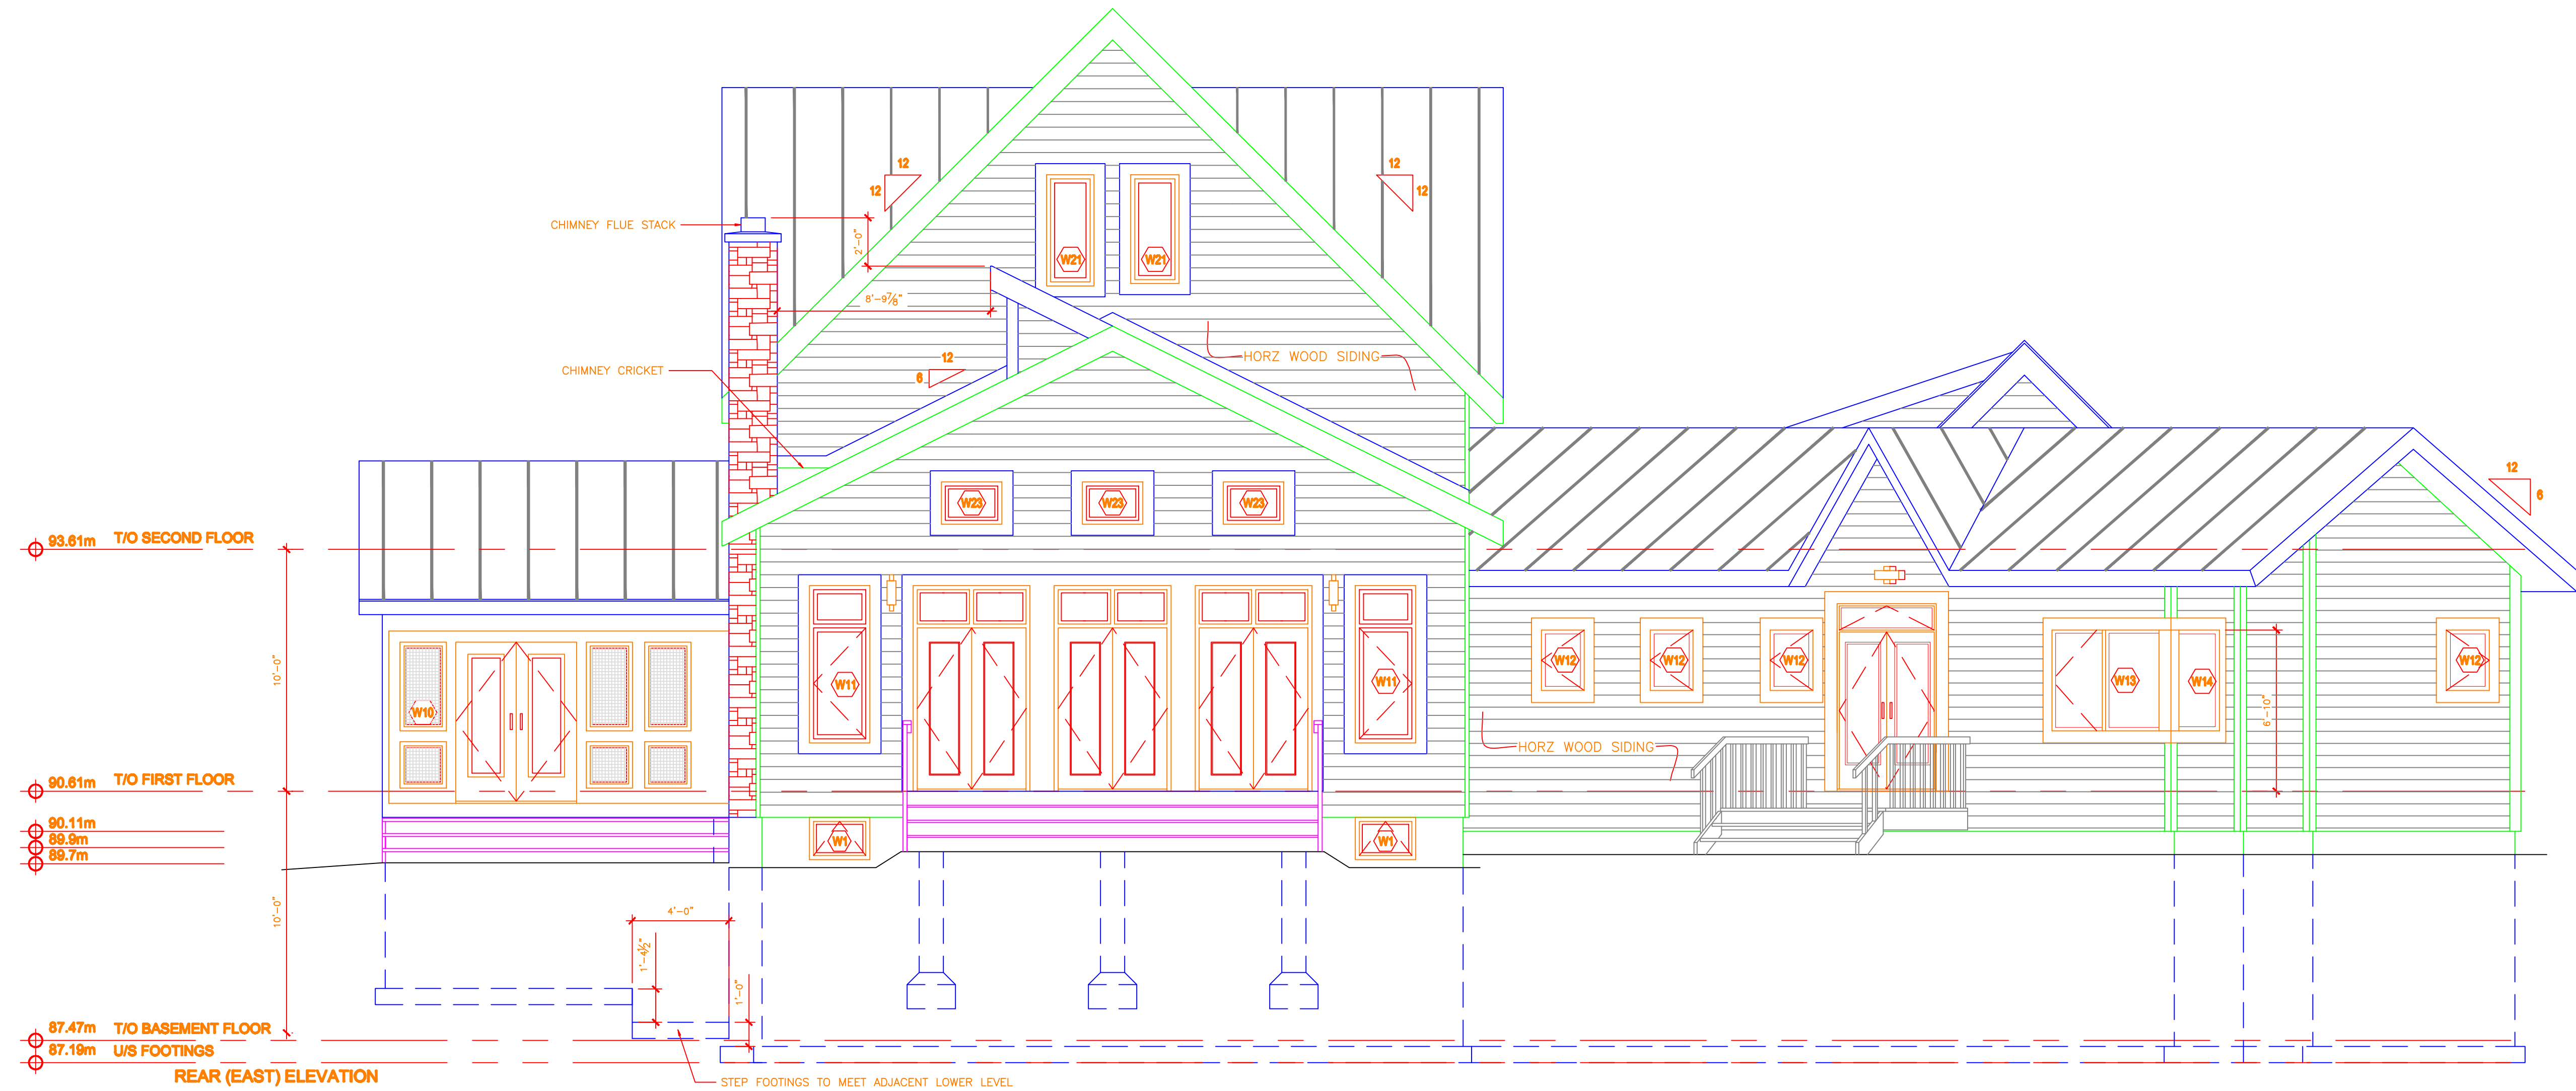 12
12
12
12
CHIMNEY FLUE STACK
2'-0"
W21
W21
8'-9⅞"
HORZ WOOD SIDING
12
6
CHIMNEY CRICKET
12
6
W23
W23
W23
93.61m T/O SECOND FLOOR
10'-0"
W10
W11
W11
W12
W12
W12
W13
W14
W12
6'-10"
HORZ WOOD SIDING
90.61m T/O FIRST FLOOR
90.11m
89.9m
89.7m
W1
W1
10'-0"
4'-0"
1'-4½"
1'-0"
87.47m T/O BASEMENT FLOOR
87.19m U/S FOOTINGS
REAR (EAST) ELEVATION
STEP FOOTINGS TO MEET ADJACENT LOWER LEVEL